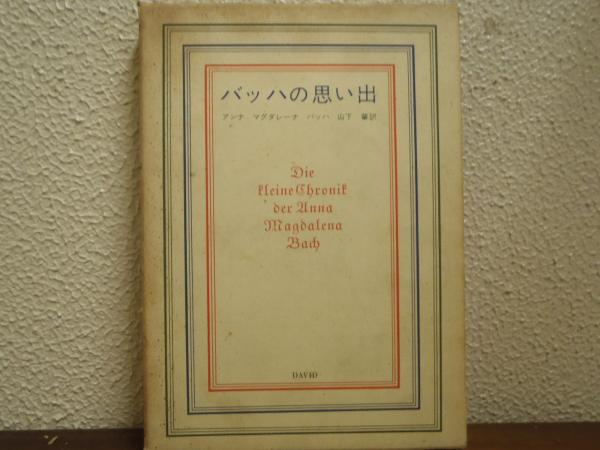 バッハの思い出
アンナ マグダレーナ バッハ 山下 肇訳
Die
kleine Chronik
der Anna
Magdalena
Bach
DAVID